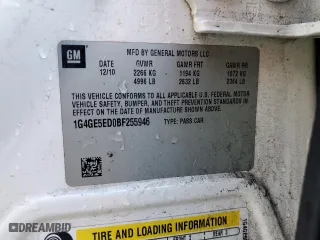 GM
MFD BY GENERAL MOTORS LLC
DATE GVWR GAWR FRT GAWR RR
12/10 2266 KG 1194 KG 1072 KG
4996 LB 2632 LB 2364 LB
THIS VEHICLE CONFORMS TO ALL APPLICABLE U.S. FEDERAL MOTOR
VEHICLE SAFETY, BUMPER, AND THEFT PREVENTION STANDARDS
IN EFFECT ON THE DATE OF MANUFACTURE SHOWN ABOVE.
1G4GE5ED0BF255946 TYPE: PASS CAR
TIRE AND LOADING INFORMATION